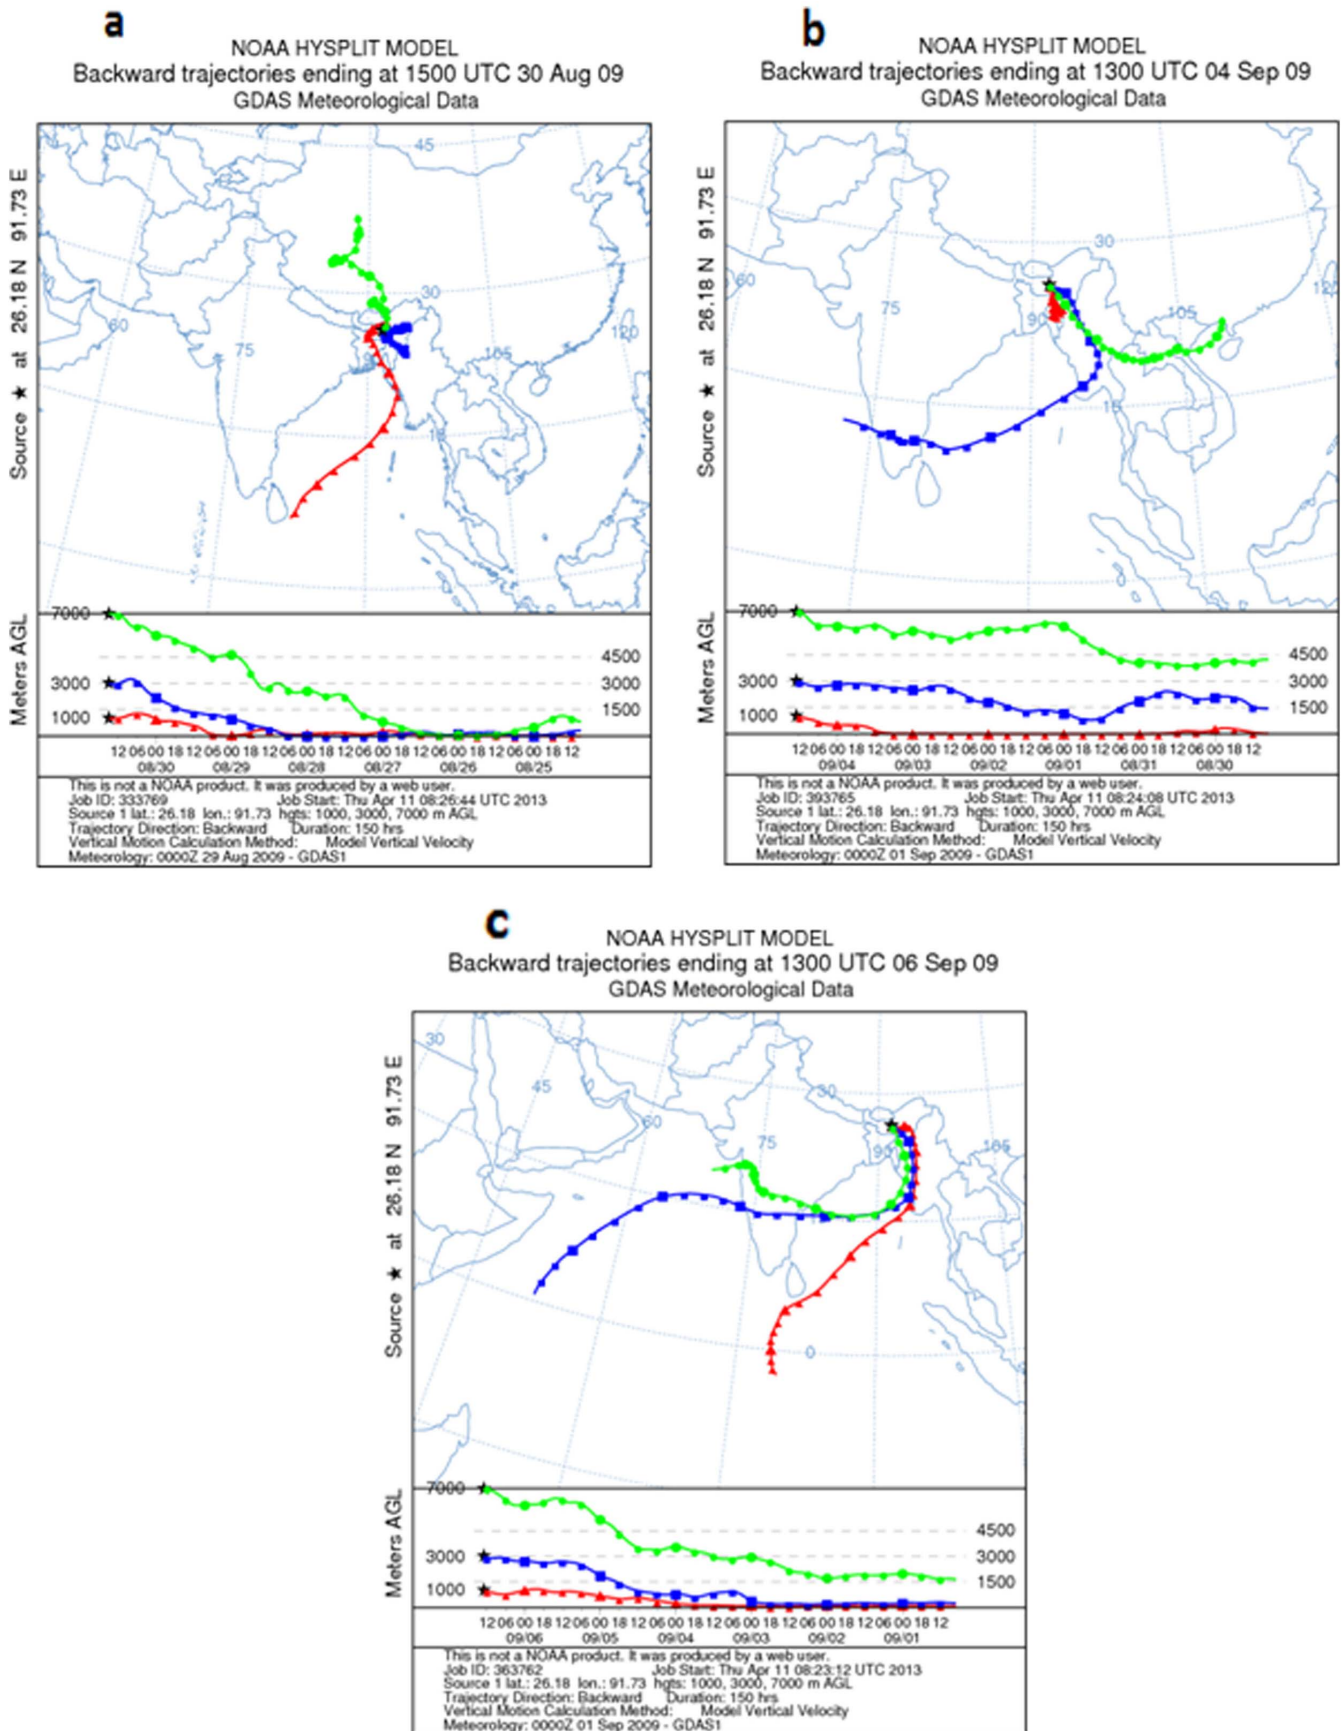 a
NOAA HYSPLIT MODEL
Backward trajectories ending at 1500 UTC 30 Aug 09
GDAS Meteorological Data
Source ★ at 26.18 N 91.73 E
45
30
60
75
105
120
15
Meters AGL
7000
4500
3000
3000
1500
1000
12 06 00 18 12 06 00 18 12 06 00 18 12 06 00 18 12 06 00 18 12 06 00 18 12
08/30 08/29 08/28 08/27 08/26 08/25
This is not a NOAA product. It was produced by a web user.
Job ID: 333769 Job Start: Thu Apr 11 08:26:44 UTC 2013
Source 1 lat.: 26.18 lon.: 91.73 hgts: 1000, 3000, 7000 m AGL
Trajectory Direction: Backward Duration: 150 hrs
Vertical Motion Calculation Method: Model Vertical Velocity
Meteorology: 0000Z 29 Aug 2009 - GDAS1
b
NOAA HYSPLIT MODEL
Backward trajectories ending at 1300 UTC 04 Sep 09
GDAS Meteorological Data
Source ★ at 26.18 N 91.73 E
30
60
75
90
105
15
0
Meters AGL
7000
4500
3000
3000
1500
1000
12 06 00 18 12 06 00 18 12 06 00 18 12 06 00 18 12 06 00 18 12 06 00 18 12
09/04 09/03 09/02 09/01 08/31 08/30
This is not a NOAA product. It was produced by a web user.
Job ID: 393765 Job Start: Thu Apr 11 08:24:08 UTC 2013
Source 1 lat.: 26.18 lon.: 91.73 hgts: 1000, 3000, 7000 m AGL
Trajectory Direction: Backward Duration: 150 hrs
Vertical Motion Calculation Method: Model Vertical Velocity
Meteorology: 0000Z 01 Sep 2009 - GDAS1
c
NOAA HYSPLIT MODEL
Backward trajectories ending at 1300 UTC 06 Sep 09
GDAS Meteorological Data
Source ★ at 26.18 N 91.73 E
30
45
30
60
75
90
105
0
Meters AGL
7000
4500
3000
3000
1500
1000
12 06 00 18 12 06 00 18 12 06 00 18 12 06 00 18 12 06 00 18 12 06 00 18 12
09/06 09/05 09/04 09/03 09/02 09/01
This is not a NOAA product. It was produced by a web user.
Job ID: 363762 Job Start: Thu Apr 11 08:23:12 UTC 2013
Source 1 lat.: 26.18 lon.: 91.73 hgts: 1000, 3000, 7000 m AGL
Trajectory Direction: Backward Duration: 150 hrs
Vertical Motion Calculation Method: Model Vertical Velocity
Meteorology: 0000Z 01 Sep 2009 - GDAS1